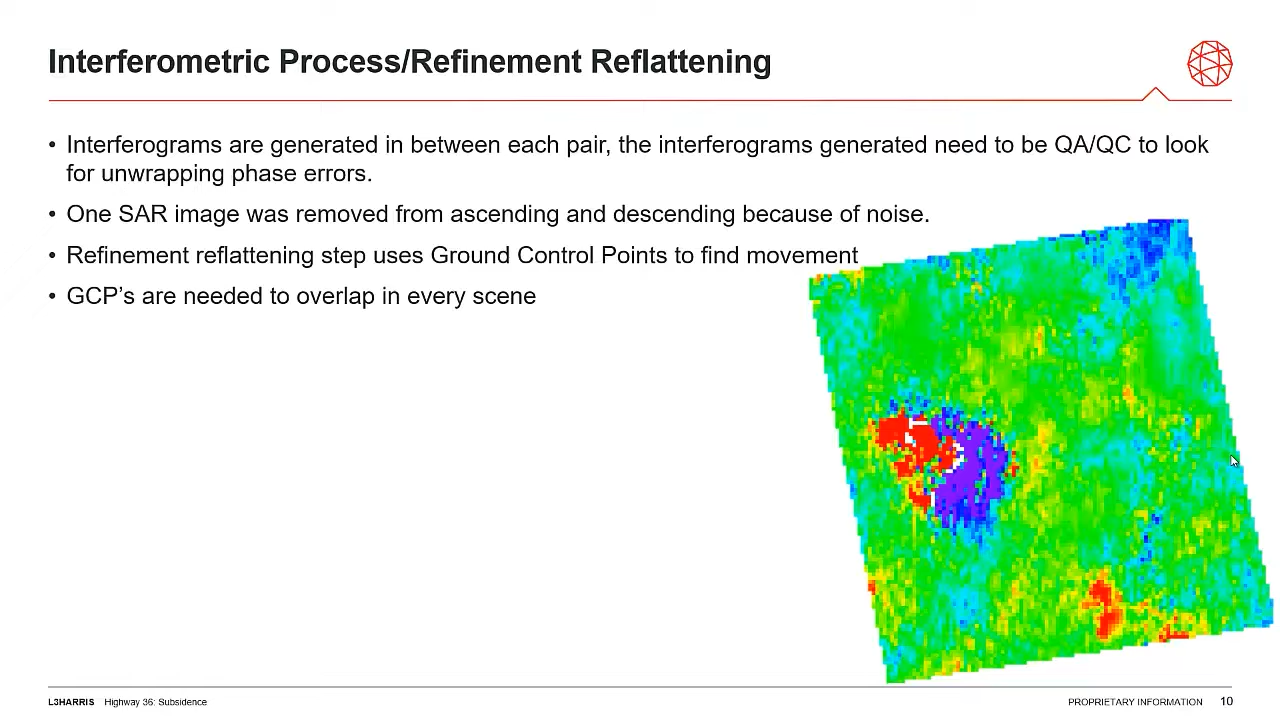 Interferometric Process/Refinement Reflattening
• Interferograms are generated in between each pair, the interferograms generated need to be QA/QC to look
for unwrapping phase errors.
• One SAR image was removed from ascending and descending because of noise.
• Refinement reflattening step uses Ground Control Points to find movement
• GCP's are needed to overlap in every scene
L3HARRIS Highway 36: Subsidence PROPRIETARY INFORMATION 10